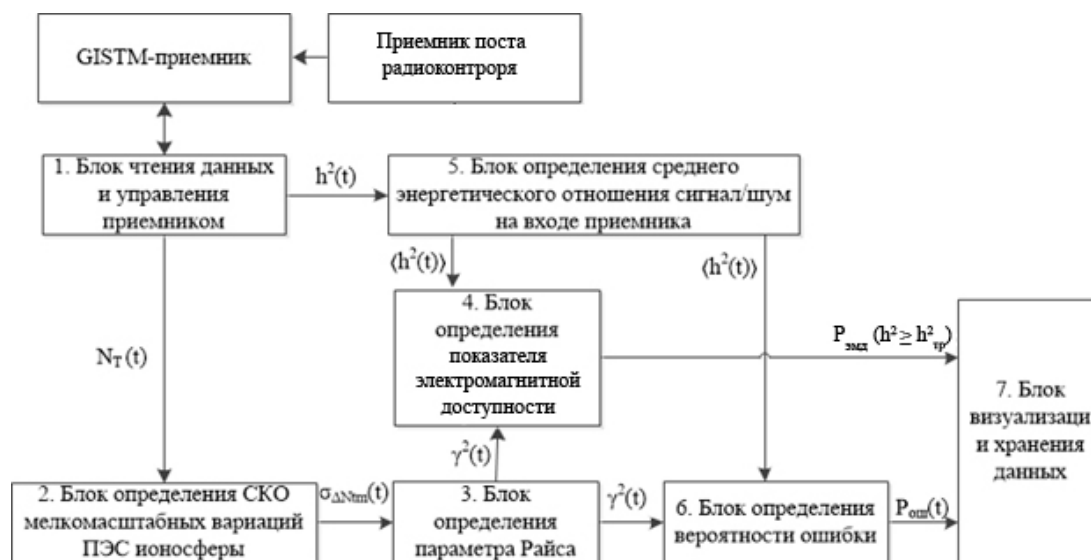 GISTM-приемник
Приемник поста
радиоконтроря
1. Блок чтения данных
и управления
приемником
h²(t)
5. Блок определения среднего
энергетического отношения сигнал/шум
на входе приемника
⟨h²(t)⟩
⟨h²(t)⟩
4. Блок
определения
показателя
электромагнитной
доступности
Pэмд (h² ≥ h²тр)
N_T(t)
7. Блок
визуализаци
и хранения
данных
γ²(t)
2. Блок определения СКО
мелкомасштабных вариаций
ПЭС ионосферы
σΔNтм(t)
3. Блок
определения
параметра Райса
γ²(t)
6. Блок определения
вероятности ошибки
Pош(t)